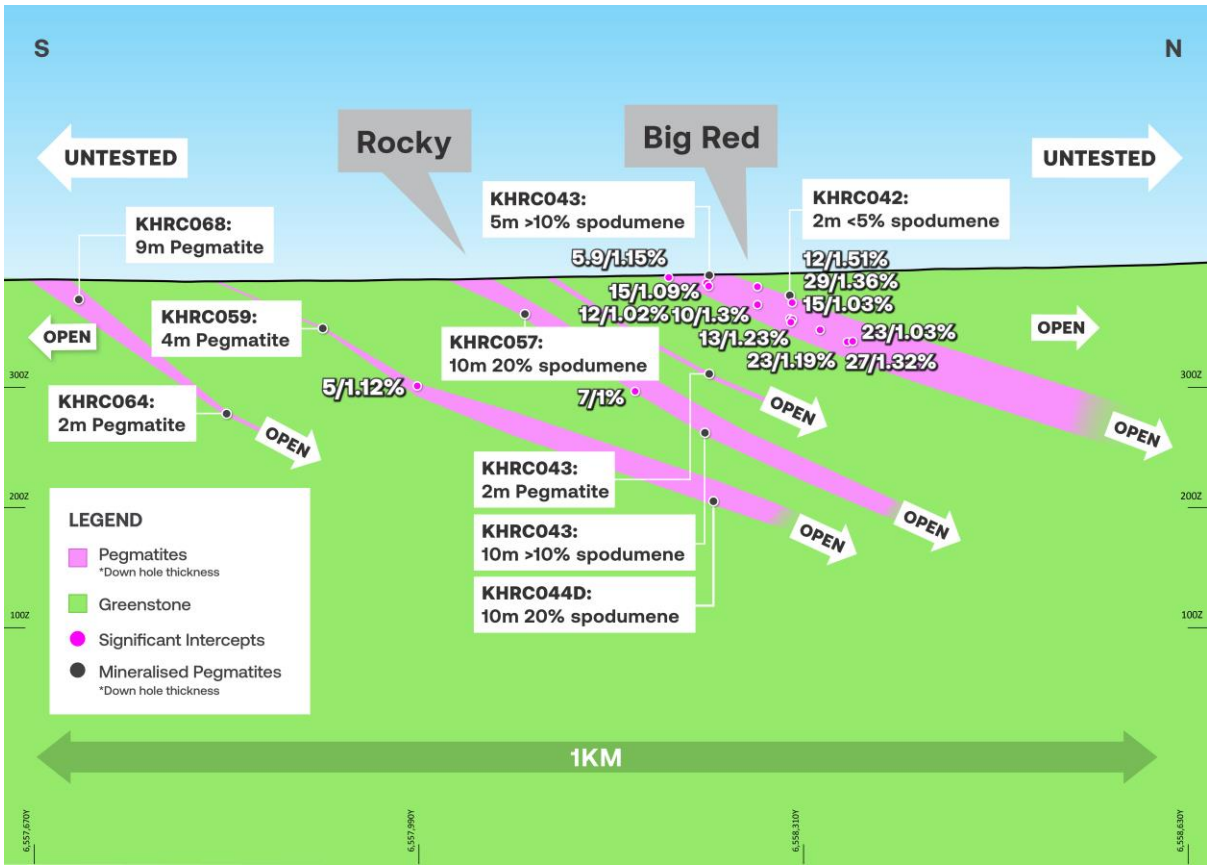 S
N
Rocky
Big Red
UNTESTED
UNTESTED
KHRC043:
5m >10% spodumene
KHRC042:
2m <5% spodumene
KHRC068:
9m Pegmatite
5.9/1.15%
12/1.51%
29/1.36%
15/1.09%
15/1.03%
12/1.02%
10/1.3%
KHRC059:
4m Pegmatite
OPEN
OPEN
13/1.23%
23/1.03%
KHRC057:
10m 20% spodumene
23/1.19%
27/1.32%
300Z
300Z
5/1.12%
7/1%
KHRC064:
2m Pegmatite
OPEN
OPEN
OPEN
KHRC043:
2m Pegmatite
200Z
200Z
OPEN
OPEN
KHRC043:
10m >10% spodumene
KHRC044D:
10m 20% spodumene
LEGEND
Pegmatites
*Down hole thickness
Greenstone
Significant Intercepts
Mineralised Pegmatites
*Down hole thickness
100Z
100Z
1KM
6,557,670Y
6,557,990Y
6,558,310Y
6,558,630Y